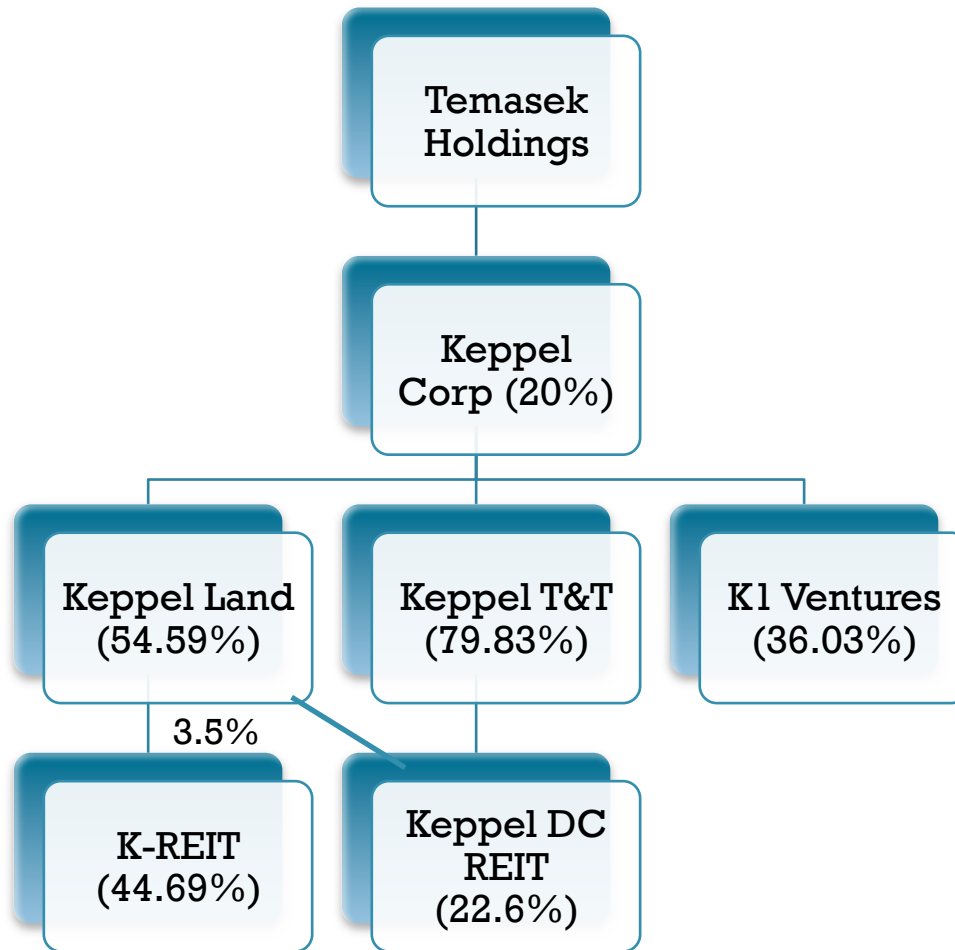 Temasek
Holdings
Keppel
Corp (20%)
Keppel Land
(54.59%)
Keppel T&T
(79.83%)
K1 Ventures
(36.03%)
3.5%
K-REIT
(44.69%)
Keppel DC
REIT
(22.6%)